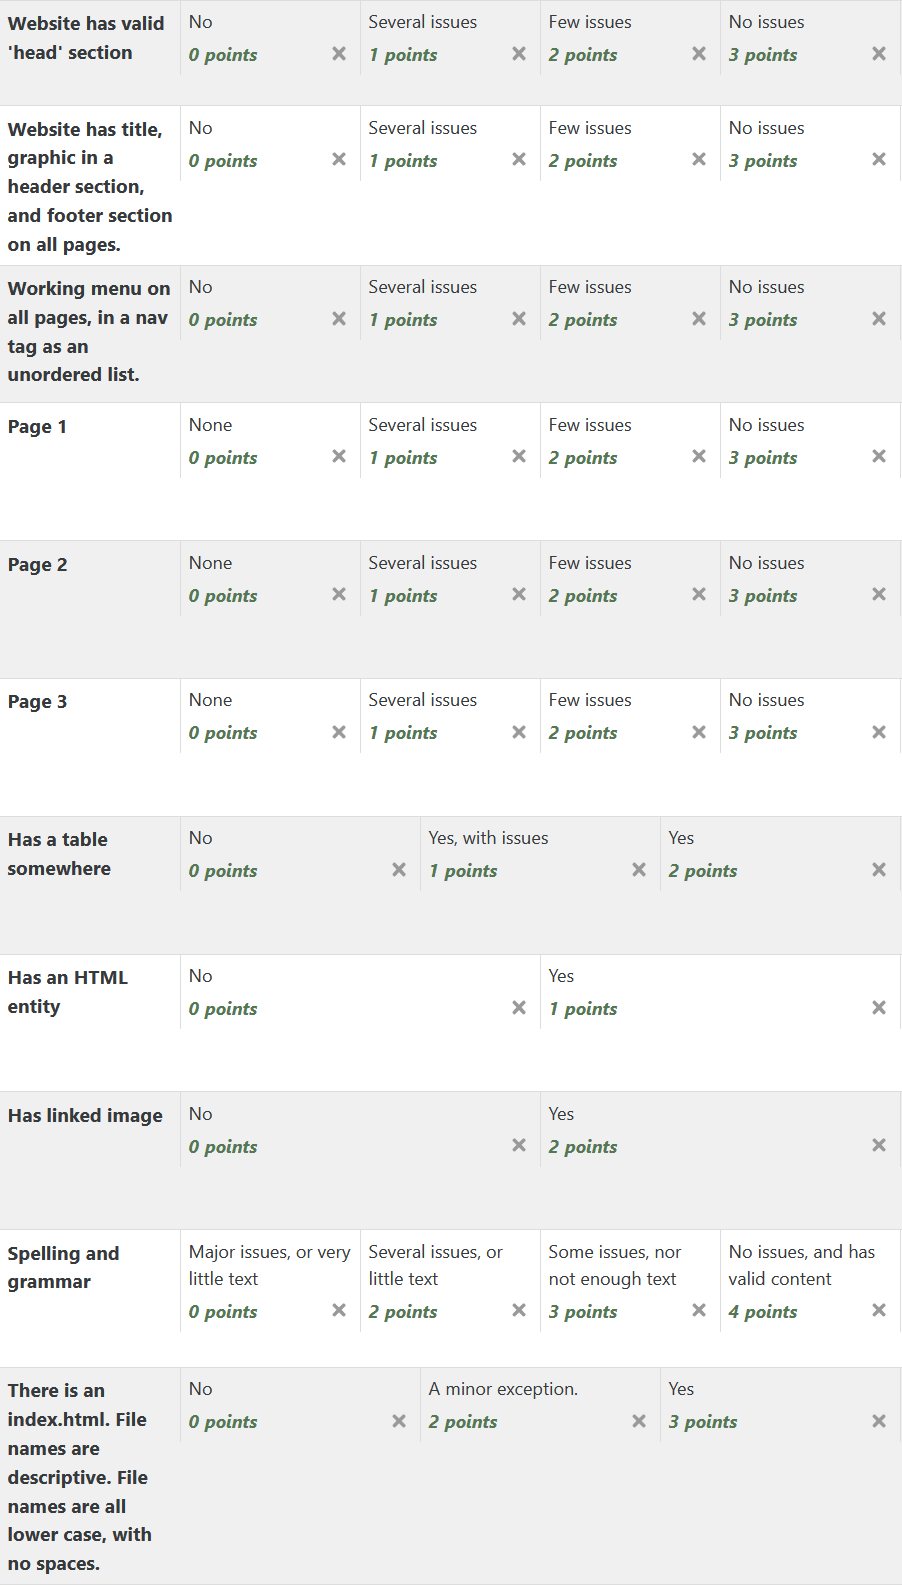 Website has valid
'head' section
No
0 points
Several issues
1 points
Few issues
2 points
No issues
3 points
Website has title,
graphic in a
header section,
and footer section
on all pages.
No
0 points
Several issues
1 points
Few issues
2 points
No issues
3 points
Working menu on
all pages, in a nav
tag as an
unordered list.
No
0 points
Several issues
1 points
Few issues
2 points
No issues
3 points
Page 1
None
0 points
Several issues
1 points
Few issues
2 points
No issues
3 points
Page 2
None
0 points
Several issues
1 points
Few issues
2 points
No issues
3 points
Page 3
None
0 points
Several issues
1 points
Few issues
2 points
No issues
3 points
Has a table
somewhere
No
0 points
Yes, with issues
1 points
Yes
2 points
Has an HTML
entity
No
0 points
Yes
1 points
Has linked image
No
0 points
Yes
2 points
Spelling and
grammar
Major issues, or very
little text
0 points
Several issues, or
little text
2 points
Some issues, nor
not enough text
3 points
No issues, and has
valid content
4 points
There is an
index.html. File
names are
descriptive. File
names are all
lower case, with
no spaces.
No
0 points
A minor exception.
2 points
Yes
3 points